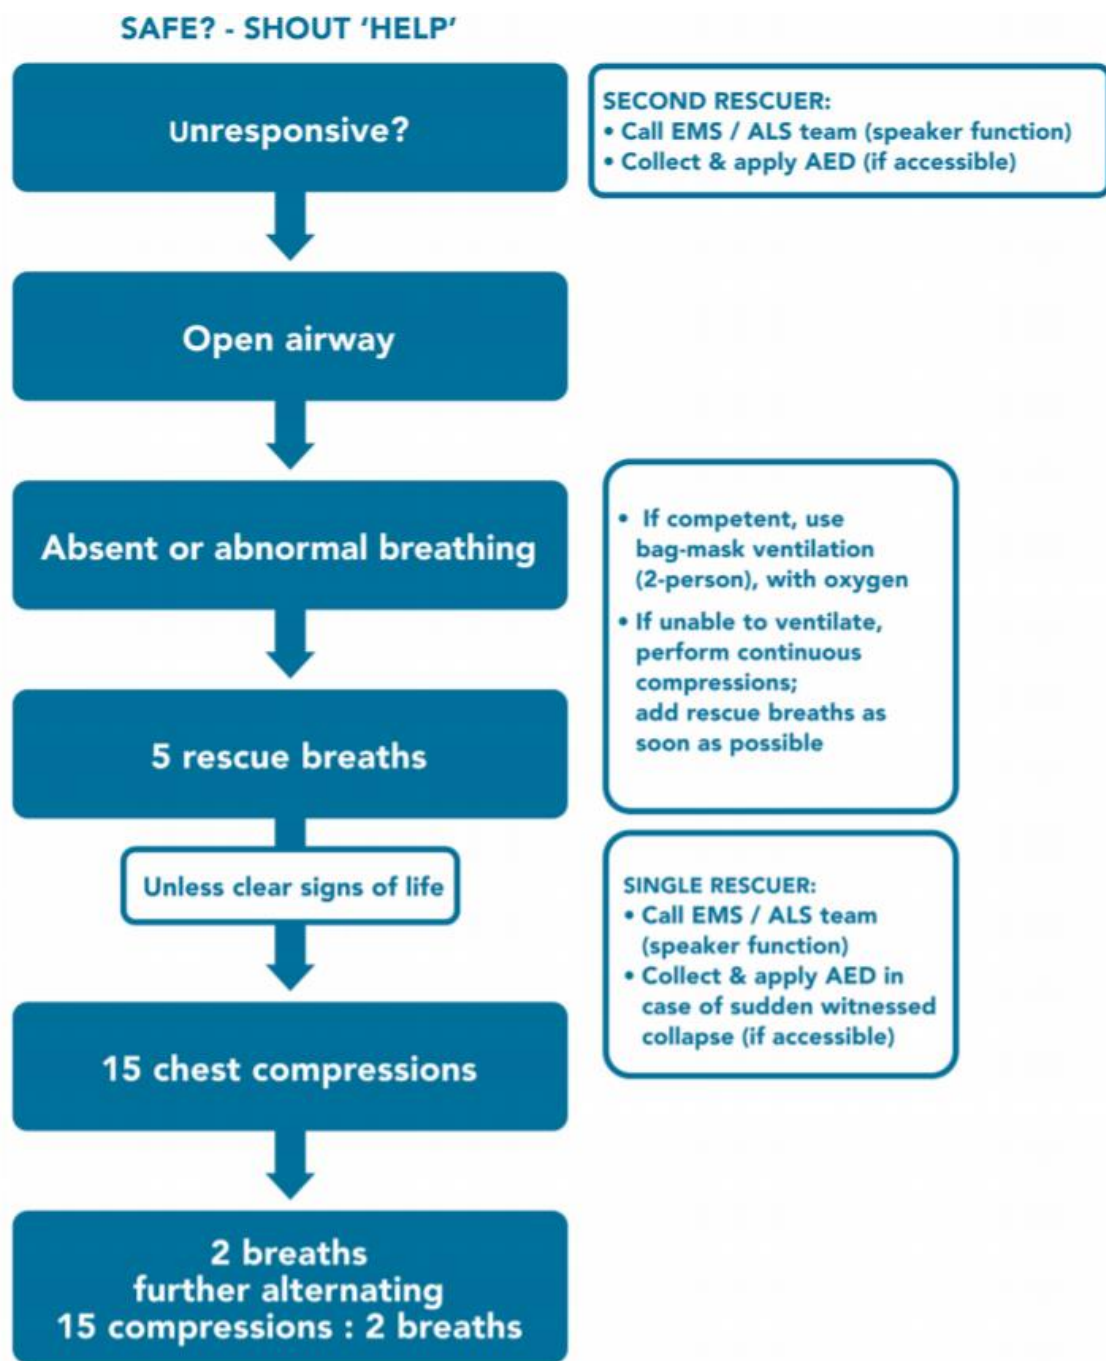 SAFE? - SHOUT ‘HELP’
Unresponsive?
SECOND RESCUER:
• Call EMS / ALS team (speaker function)
• Collect & apply AED (if accessible)
Open airway
Absent or abnormal breathing
• If competent, use
bag-mask ventilation
(2-person), with oxygen
• If unable to ventilate,
perform continuous
compressions;
add rescue breaths as
soon as possible
5 rescue breaths
Unless clear signs of life
SINGLE RESCUER:
• Call EMS / ALS team
(speaker function)
• Collect & apply AED in
case of sudden witnessed
collapse (if accessible)
15 chest compressions
2 breaths
further alternating
15 compressions : 2 breaths